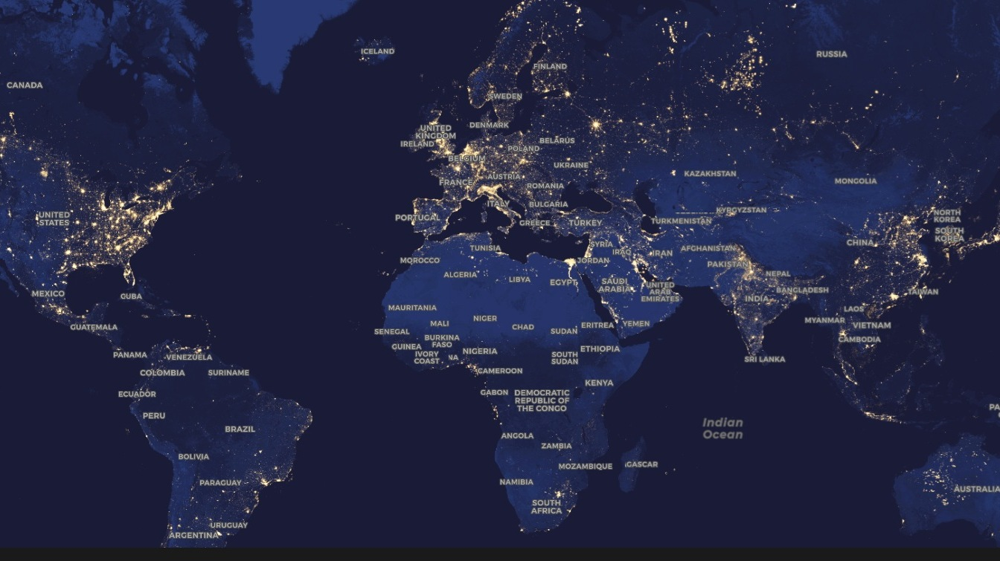 ICELAND
RUSSIA
FINLAND
CANADA
SWEDEN
DENMARK
UNITED
KINGDOM
IRELAND
BELARUS
POLAND
BELGIUM
UKRAINE
KAZAKHSTAN
AUSTRIA
FRANCE
ROMANIA
MONGOLIA
ITALY
BULGARIA
KYRGYZSTAN
UNITED
STATES
PORTUGAL
GREECE
TURKEY
TURKMENISTAN
NORTH
KOREA
SOUTH
KOREA
CHINA
TUNISIA
SYRIA
IRAQ
IRAN
AFGHANISTAN
MOROCCO
JORDAN
PAKISTAN
NEPAL
ALGERIA
LIBYA
EGYPT
SAUDI
ARABIA
UNITED
ARAB
EMIRATES
BANGLADESH
INDIA
TAIWAN
MEXICO
CUBA
MAURITANIA
LAOS
MYANMAR
VIETNAM
NIGER
MALI
CHAD
SUDAN
ERITREA
YEMEN
GUATEMALA
SENEGAL
BURKINA
FASO
CAMBODIA
GUINEA
IVORY
COAST
NA
NIGERIA
SOUTH
SUDAN
ETHIOPIA
PANAMA
VENEZUELA
SRI LANKA
COLOMBIA
SURINAME
CAMEROON
KENYA
ECUADOR
GABON
DEMOCRATIC
REPUBLIC OF
THE CONGO
PA
PERU
BRAZIL
Indian
Ocean
ANGOLA
ZAMBIA
BOLIVIA
MOZAMBIQUE
AGASCAR
PARAGUAY
NAMIBIA
AUSTRALIA
SOUTH
AFRICA
URUGUAY
ARGENTINA